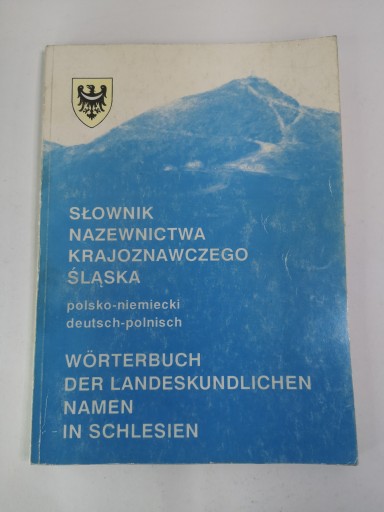 SŁOWNIK
NAZEWNICTWA
KRAJOZNAWCZEGO
ŚLĄSKA
polsko-niemiecki
deutsch-polnisch
WÖRTERBUCH
DER LANDESKUNDLICHEN
NAMEN
IN SCHLESIEN